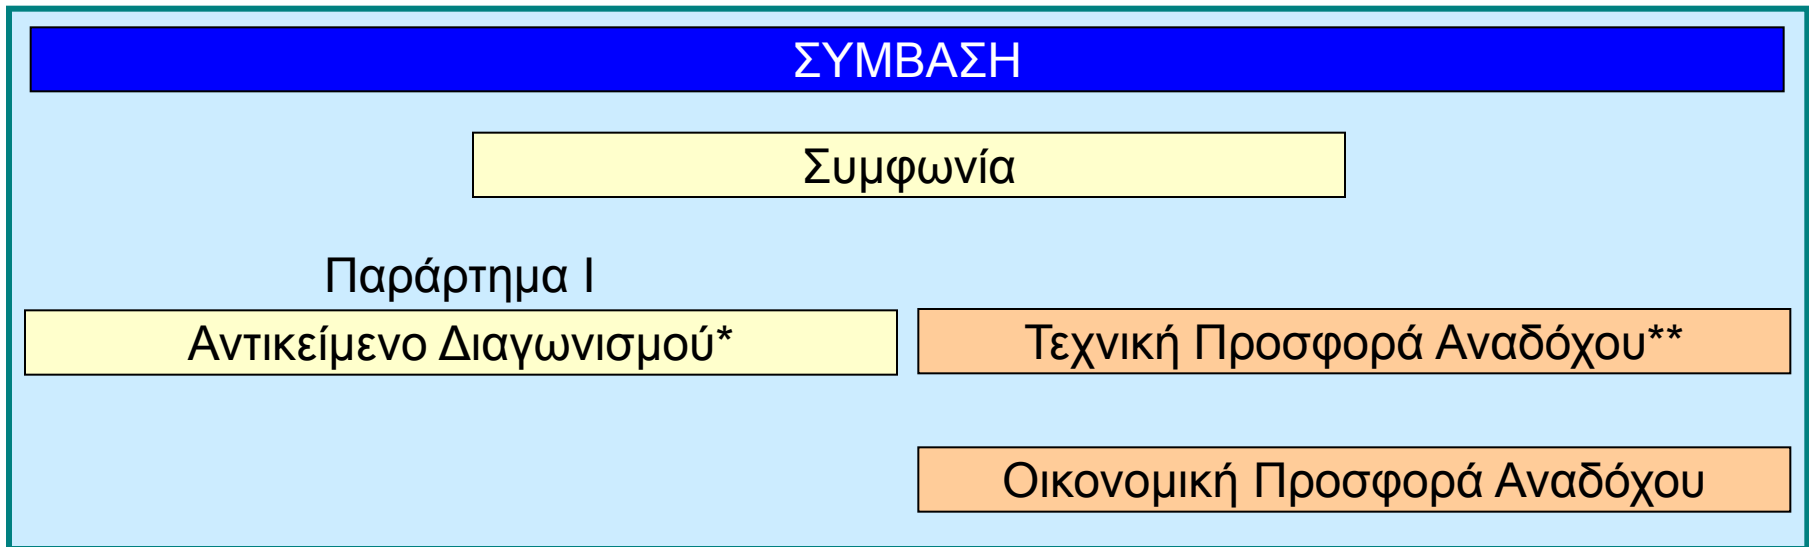 ΣΥΜΒΑΣΗ
Συμφωνία
Παράρτημα Ι
Αντικείμενο Διαγωνισμού*
Τεχνική Προσφορά Αναδόχου**
Οικονομική Προσφορά Αναδόχου